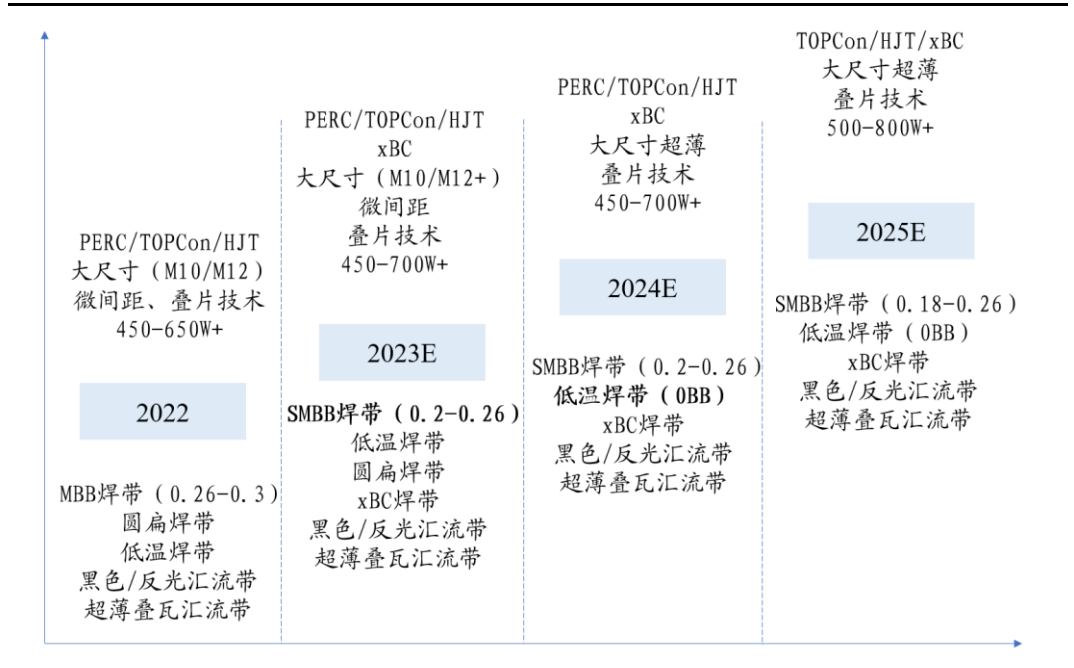 PERC/TOPCon/HJT
大尺寸（M10/M12）
微间距、叠片技术
450-650W+
2022
MBB焊带（0.26-0.3）
圆扁焊带
低温焊带
黑色/反光汇流带
超薄叠瓦汇流带
PERC/TOPCon/HJT
xBC
大尺寸（M10/M12+）
微间距
叠片技术
450-700W+
2023E
SMBB焊带（0.2-0.26）
低温焊带
圆扁焊带
xBC焊带
黑色/反光汇流带
超薄叠瓦汇流带
PERC/TOPCon/HJT
xBC
大尺寸超薄
叠片技术
450-700W+
2024E
SMBB焊带（0.2-0.26）
低温焊带（0BB）
xBC焊带
黑色/反光汇流带
超薄叠瓦汇流带
TOPCon/HJT/xBC
大尺寸超薄
叠片技术
500-800W+
2025E
SMBB焊带（0.18-0.26）
低温焊带（0BB）
xBC焊带
黑色/反光汇流带
超薄叠瓦汇流带